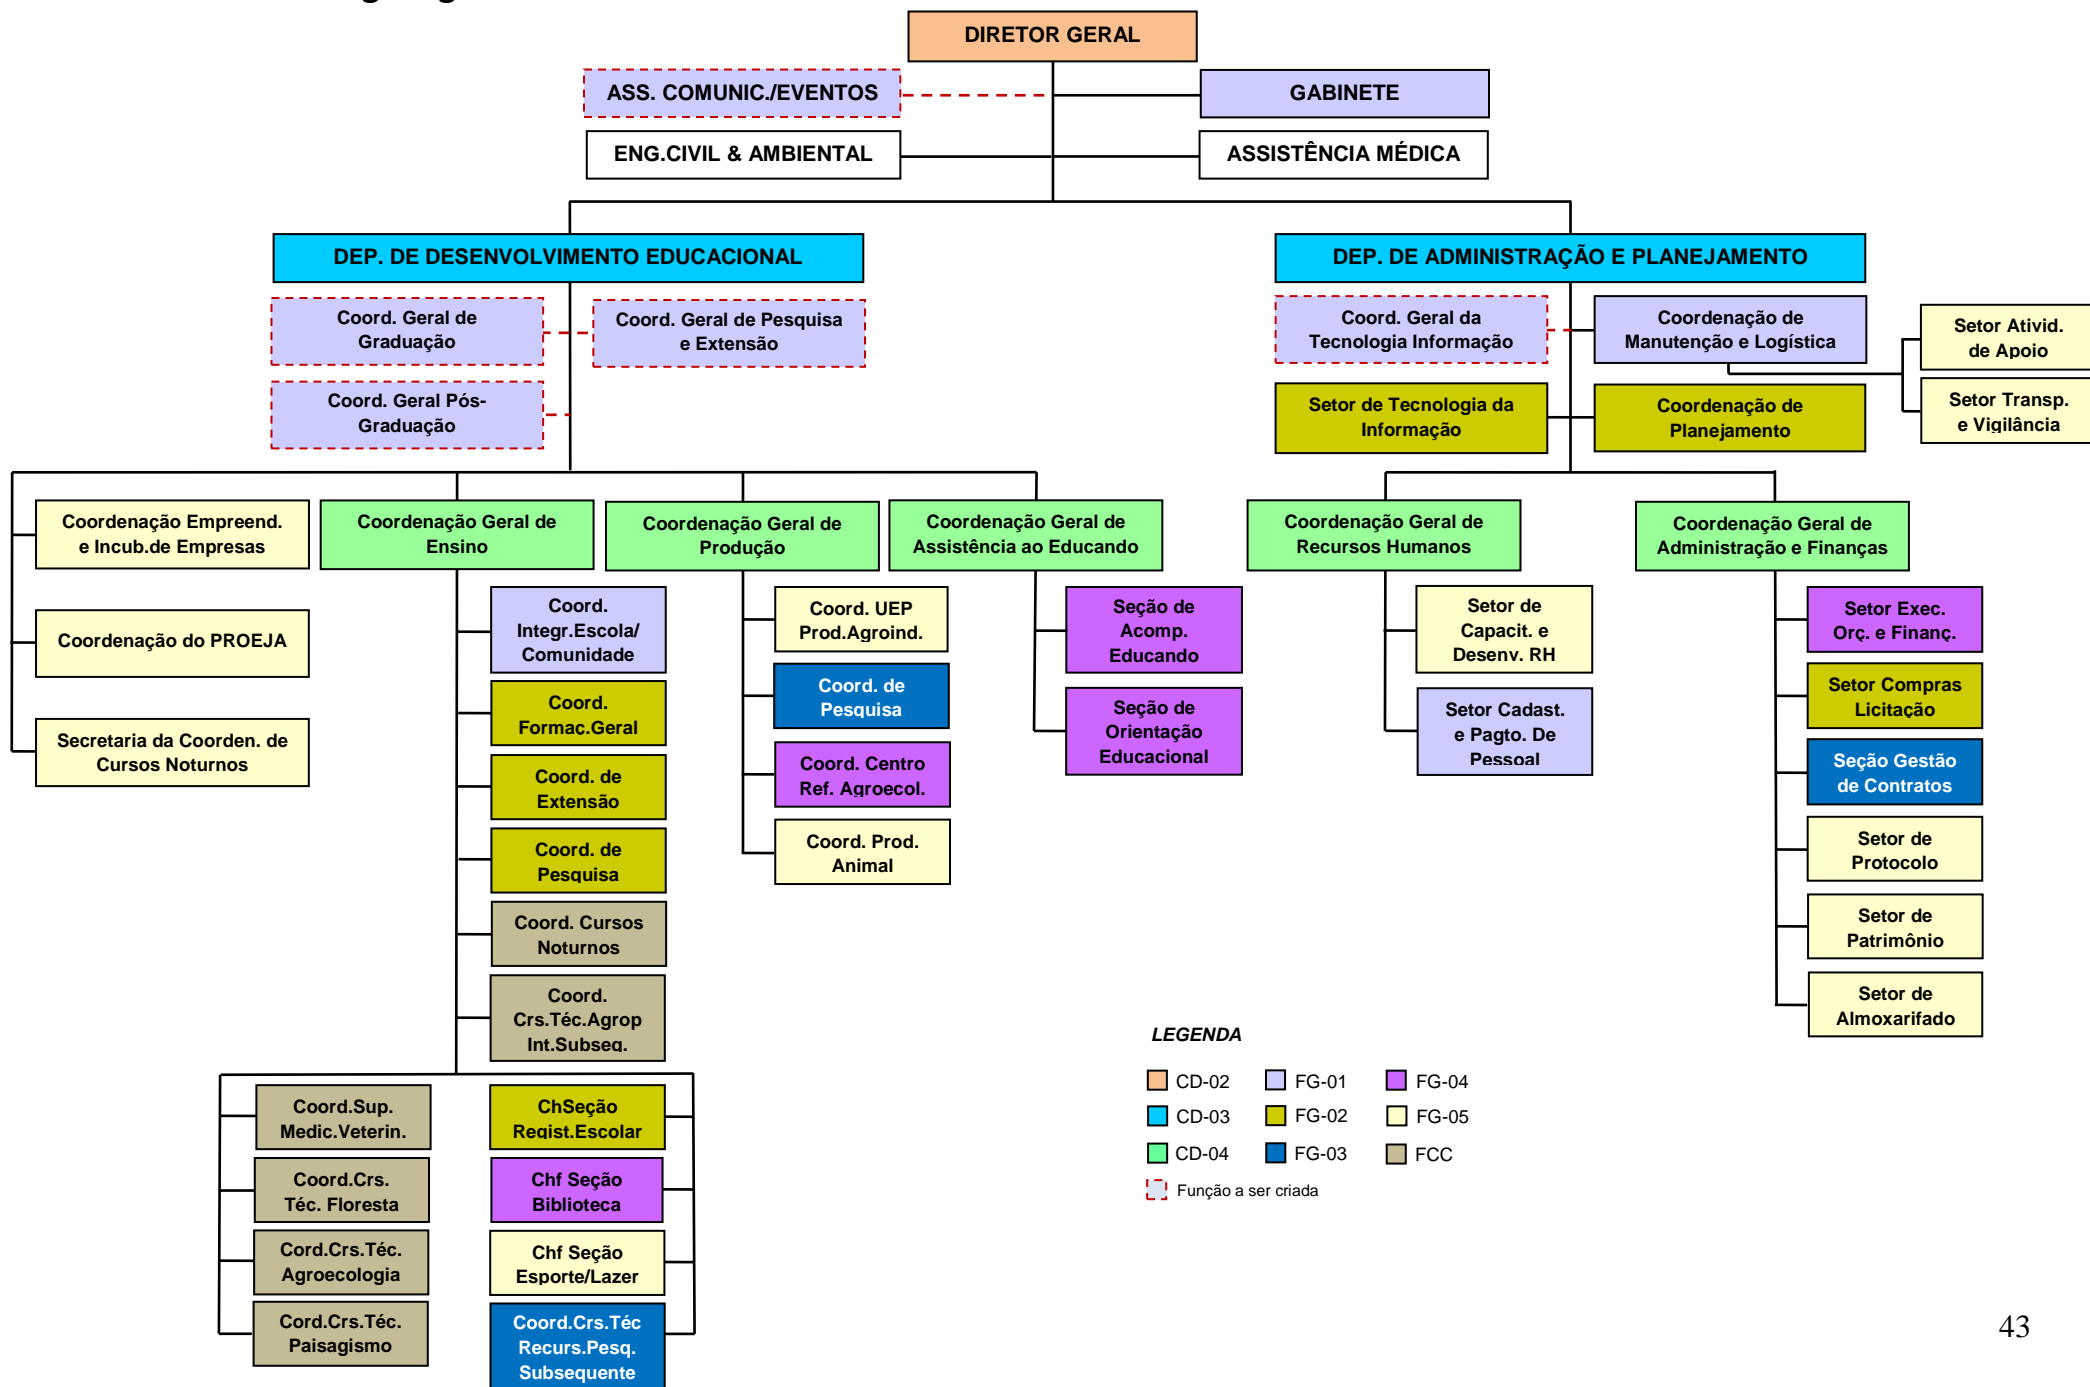 DIRETOR GERAL
ASS. COMUNIC./EVENTOS
GABINETE
ENG.CIVIL & AMBIENTAL
ASSISTÊNCIA MÉDICA
DEP. DE DESENVOLVIMENTO EDUCACIONAL
DEP. DE ADMINISTRAÇÃO E PLANEJAMENTO
Coord. Geral de
Graduação
Coord. Geral de Pesquisa
e Extensão
Coord. Geral Pós-
Graduação
Coord. Geral da
Tecnologia Informação
Coordenação de
Manutenção e Logística
Setor Ativid.
de Apoio
Setor de Tecnologia da
Informação
Coordenação de
Planejamento
Setor Transp.
e Vigilância
Coordenação Empreend.
e Incub.de Empresas
Coordenação do PROEJA
Secretaria da Coorden. de
Cursos Noturnos
Coordenação Geral de
Ensino
Coord.
Integr.Escola/
Comunidade
Coord.
Formaç.Geral
Coord. de
Extensão
Coord. de
Pesquisa
Coord. Cursos
Noturnos
Coord.
Crs.Téc.Agrop
Int.Subseq.
Coord.Sup.
Medic.Veterin.
Coord.Crs.
Téc. Floresta
Cord.Crs.Téc.
Agroecologia
Cord.Crs.Téc.
Paisagismo
ChSeção
Regist.Escolar
Chf Seção
Biblioteca
Chf Seção
Esporte/Lazer
Coord.Crs.Téc
Recurs.Pesq.
Subsequente
Coordenação Geral de
Produção
Coord. UEP
Prod.Agroind.
Coord. de
Pesquisa
Coord. Centro
Ref. Agroecol.
Coord. Prod.
Animal
Coordenação Geral de
Assistência ao Educando
Seção de
Acomp.
Educando
Seção de
Orientação
Educacional
Coordenação Geral de
Recursos Humanos
Setor de
Capacit. e
Desenv. RH
Setor Cadast.
e Pagto. De
Pessoal
Coordenação Geral de
Administração e Finanças
Setor Exec.
Orç. e Finanç.
Setor Compras
Licitação
Seção Gestão
de Contratos
Setor de
Protocolo
Setor de
Patrimônio
Setor de
Almoxarifado
LEGENDA
CD-02
FG-01
FG-04
CD-03
FG-02
FG-05
CD-04
FG-03
FCC
Função a ser criada
43